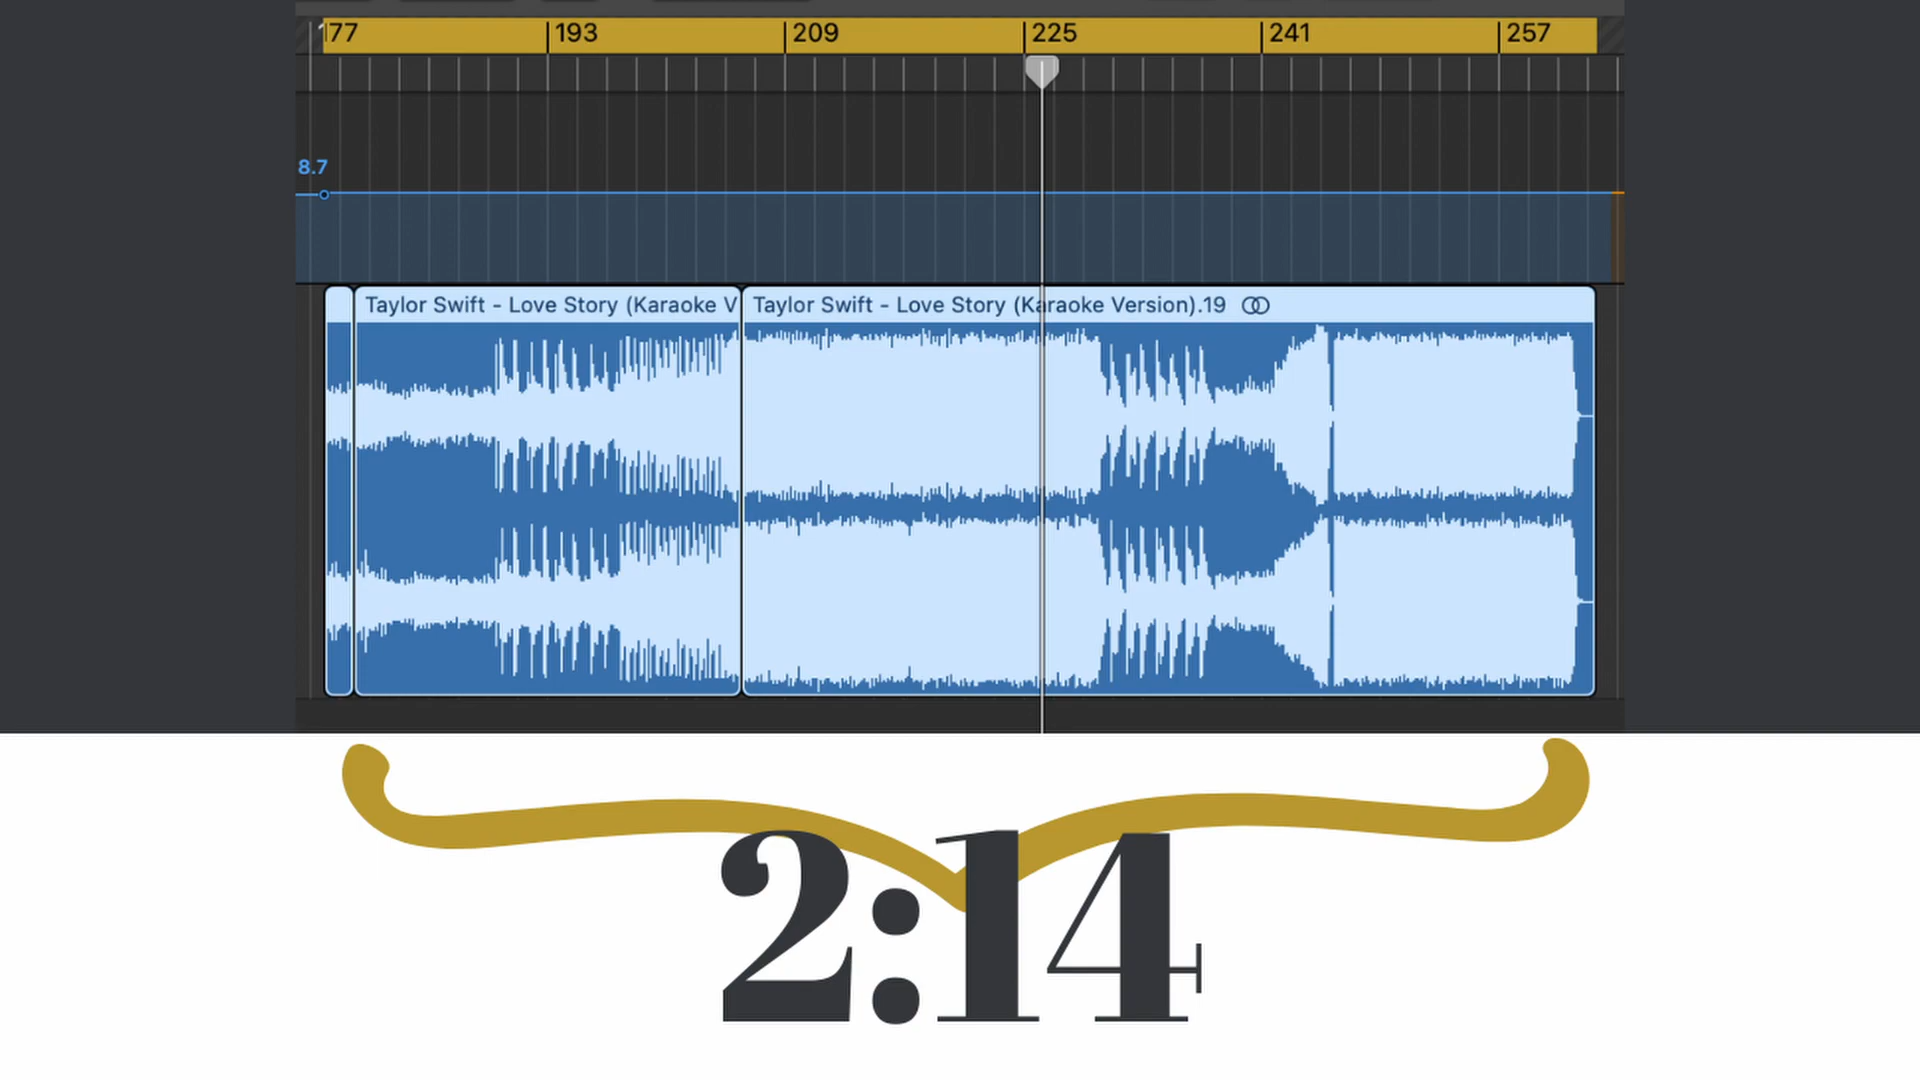 177 193 209 225 241 257
8.7
Taylor Swift - Love Story (Karaoke V Taylor Swift - Love Story (Karaoke Version).19
2:14